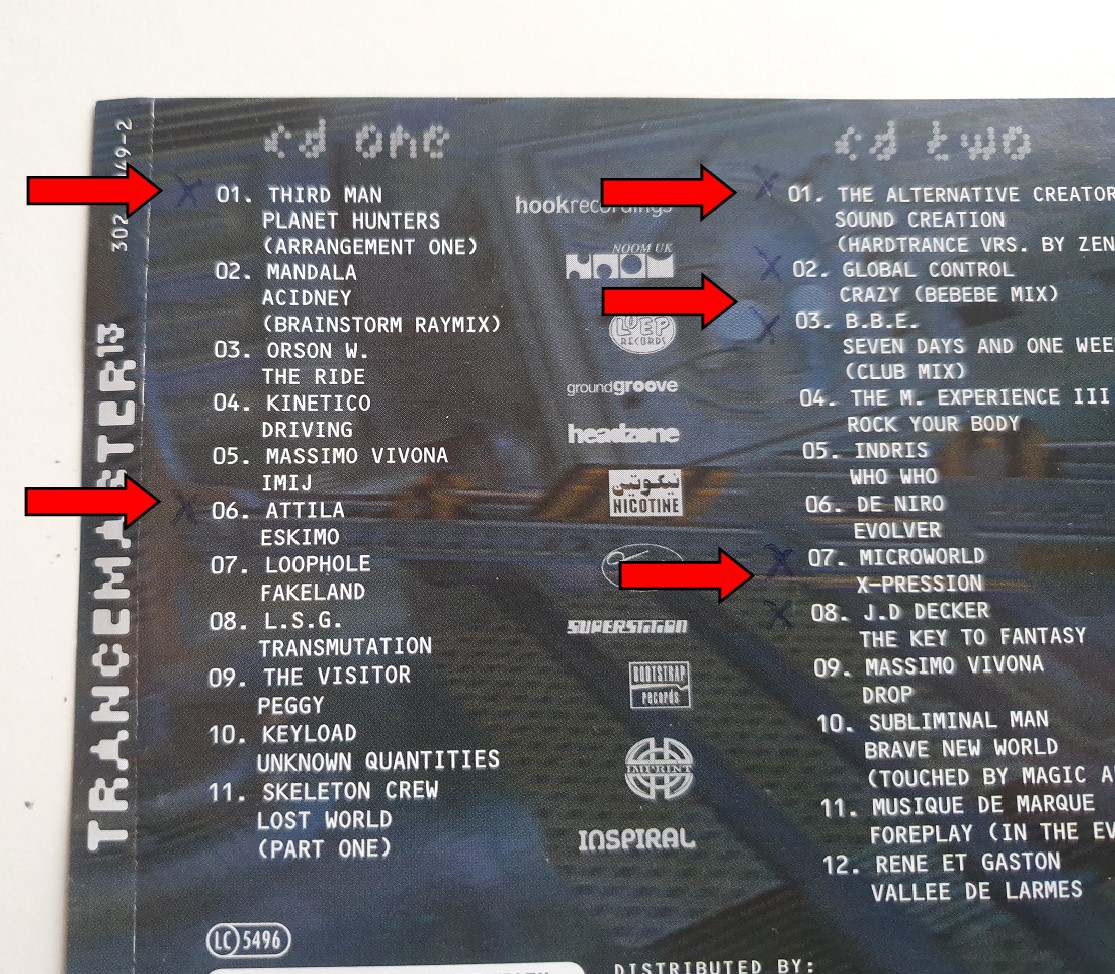 cd one
01. THIRD MAN
PLANET HUNTERS
(ARRANGEMENT ONE)
02. MANDALA
ACIDNEY
(BRAINSTORM RAYMIX)
03. ORSON W.
THE RIDE
04. KINETICO
DRIVING
05. MASSIMO VIVONA
IMIJ
06. ATTILA
ESKIMO
07. LOOPHOLE
FAKELAND
08. L.S.G.
TRANSMUTATION
09. THE VISITOR
PEGGY
10. KEYLOAD
UNKNOWN QUANTITIES
11. SKELETON CREW
LOST WORLD
(PART ONE)
LC 5496
hookrecordings
NOOM UK
NOOM
LOEP
RECORDS
groundgroove
headzone
نيكوتين
NICOTINE
SUPERSTITION
BOOTSTRAP
records
IMPRINT
INSPIRAL
DISTRIBUTED BY:
cd two
01. THE ALTERNATIVE CREATOR
SOUND CREATION
(HARDTRANCE VRS. BY ZEN
02. GLOBAL CONTROL
CRAZY (BEBEBE MIX)
03. B.B.E.
SEVEN DAYS AND ONE WEE
(CLUB MIX)
04. THE M. EXPERIENCE III
ROCK YOUR BODY
05. INDRIS
WHO WHO
06. DE NIRO
EVOLVER
07. MICROWORLD
X-PRESSION
08. J.D DECKER
THE KEY TO FANTASY
09. MASSIMO VIVONA
DROP
10. SUBLIMINAL MAN
BRAVE NEW WORLD
(TOUCHED BY MAGIC A
11. MUSIQUE DE MARQUE
FOREPLAY (IN THE EV
12. RENE ET GASTON
VALLEE DE LARMES
TRANCEMASTER 13
302 49-2